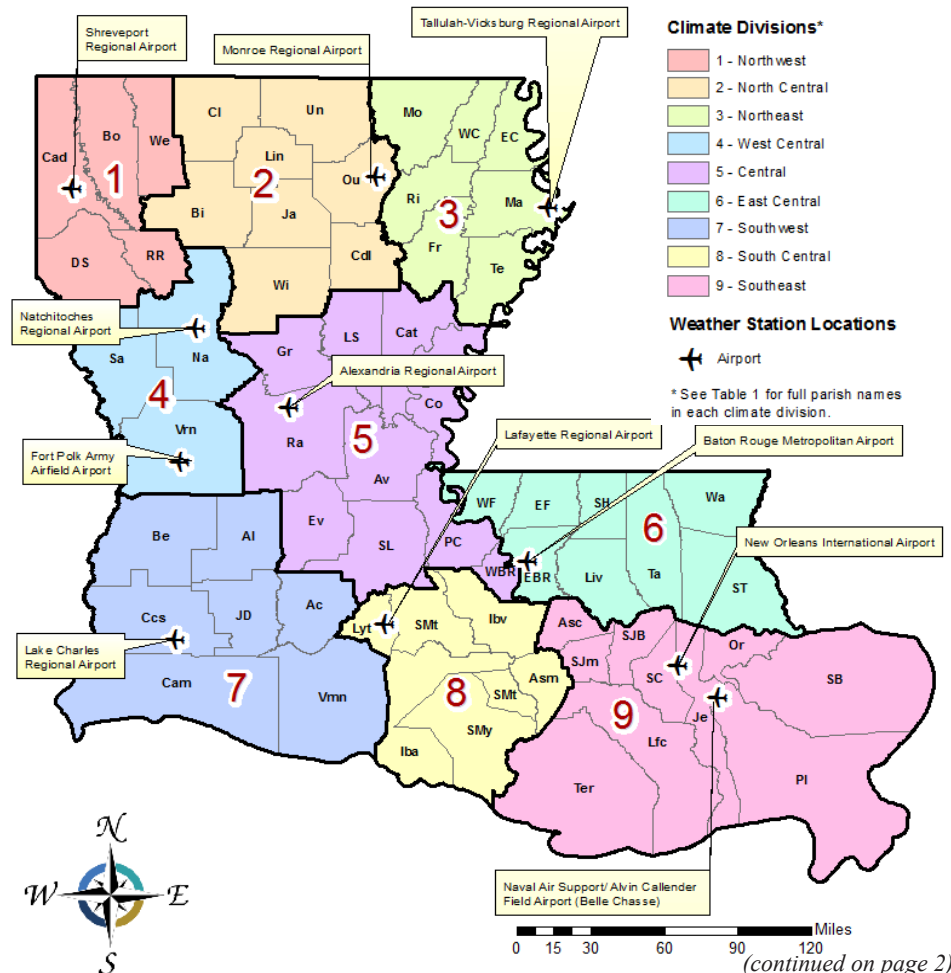 Tallulah-Vicksburg Regional Airport
Shreveport
Regional Airport
Monroe Regional Airport
Climate Divisions*
1 - Northwest
2 - North Central
3 - Northeast
4 - West Central
5 - Central
6 - East Central
7 - Southwest
8 - South Central
9 - Southeast
Weather Station Locations
Airport
* See Table 1 for full parish names
in each climate division.
Cad
Bo
We
1
DS
RR
Cl
Un
Lin
Ou
2
Bi
Ja
Cdl
Wi
Mo
WC
EC
Ri
3
Ma
Fr
Te
Natchitoches
Regional Airport
Sa
Na
4
Vrn
Fort Polk Army
Airfield Airport
Gr
LS
Cat
Alexandria Regional Airport
Co
Ra
5
Av
Ev
SL
PC
WBR
Lafayette Regional Airport
Baton Rouge Metropolitan Airport
WF
EF
SH
Wa
6
EBR
Liv
Ta
ST
New Orleans International Airport
Be
Al
Ccs
JD
Ac
Lake Charles
Regional Airport
Cam
7
Vmn
Lyt
SMt
Ibv
Asm
8
SMt
SMy
Iba
Asc
SJB
Or
SJm
SC
SB
9
Je
Lfc
Ter
Pl
Naval Air Support/ Alvin Callender
Field Airport (Belle Chasse)
N
W
E
S
Miles
0 15 30 60 90 120
(continued on page 2)